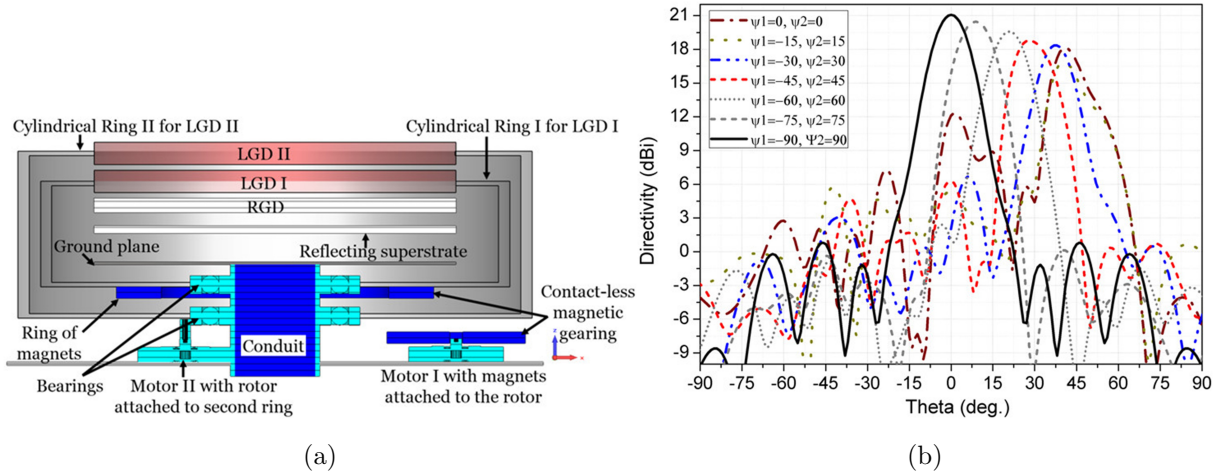 Cylindrical Ring II for LGD II
Cylindrical Ring I for LGD I
LGD II
LGD I
RGD
Ground plane
Reflecting superstrate
Ring of
magnets
Contact-less
magnetic
gearing
Conduit
Bearings
Motor II with rotor
attached to second ring
Motor I with magnets
attached to the rotor
z
x
(a)
21
18
15
12
9
6
3
0
-3
-6
-9
Directivity (dBi)
ψ1=0, ψ2=0
ψ1=−15, ψ2=15
ψ1=−30, ψ2=30
ψ1=−45, ψ2=45
ψ1=−60, ψ2=60
ψ1=−75, ψ2=75
ψ1=−90, Ψ2=90
-90 -75 -60 -45 -30 -15 0 15 30 45 60 75 90
Theta (deg.)
(b)